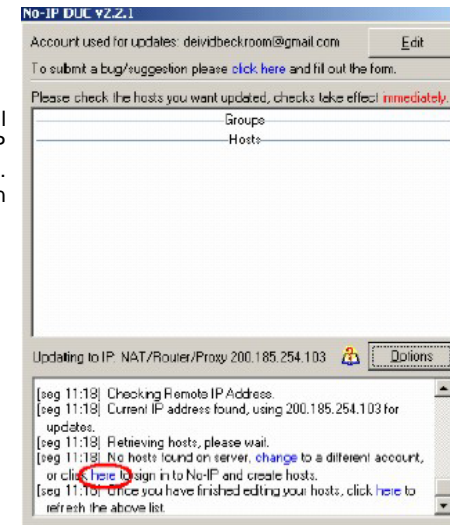 No-IP DUC v2.2.1
Account used for updates: deividbeckroom@gmail.com
Edit
To submit a bug/suggestion please click here and fill out the form.
Please check the hosts you want updated, checks take effect immediately.
Groups
Hosts
Updating to IP: NAT/Router/Proxy 200.185.254.103
Options
[seg 11:18] Checking Remote IP Address.
[seg 11:18] Current IP address found, using 200.185.254.103 for
updates.
[seg 11:18] Retrieving hosts, please wait.
[seg 11:18] No hosts found on server, change to a different account,
or click here to sign in to No-IP and create hosts.
[seg 11:18] Once you have finished editing your hosts, click here to
refresh the above list.